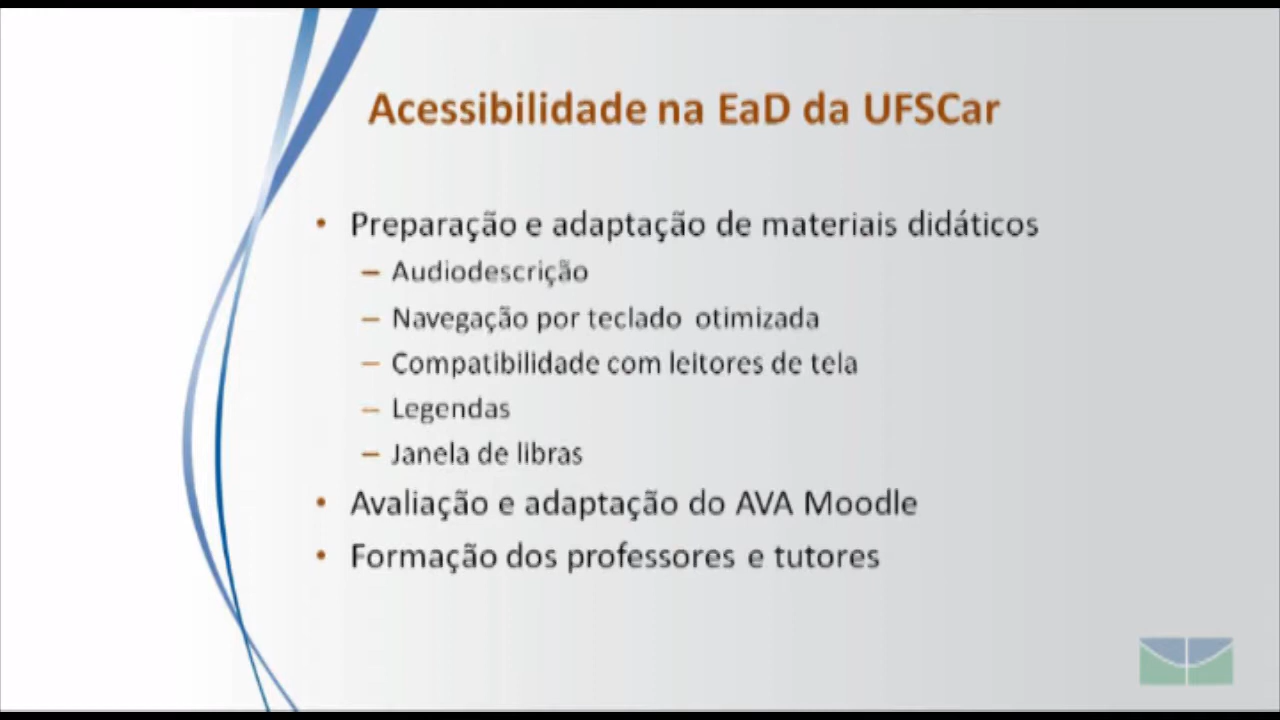 Acessibilidade na EaD da UFSCar
• Preparação e adaptação de materiais didáticos
– Audiodescrição
– Navegação por teclado otimizada
– Compatibilidade com leitores de tela
– Legendas
– Janela de libras
• Avaliação e adaptação do AVA Moodle
• Formação dos professores e tutores